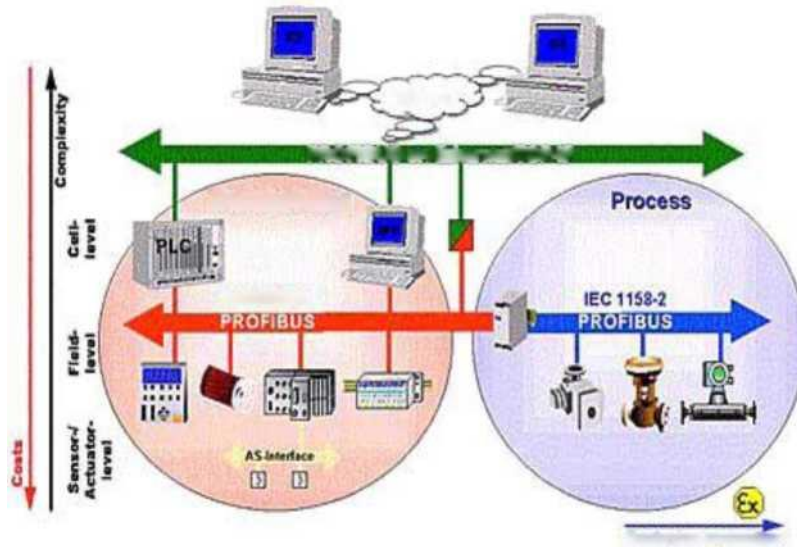 Complexity
Process
Cell-
level
PLC
IEC 1158-2
PROFIBUS
PROFIBUS
Field-
level
AS-Interface
Sensor-/
Actuator-
level
Costs
Ex